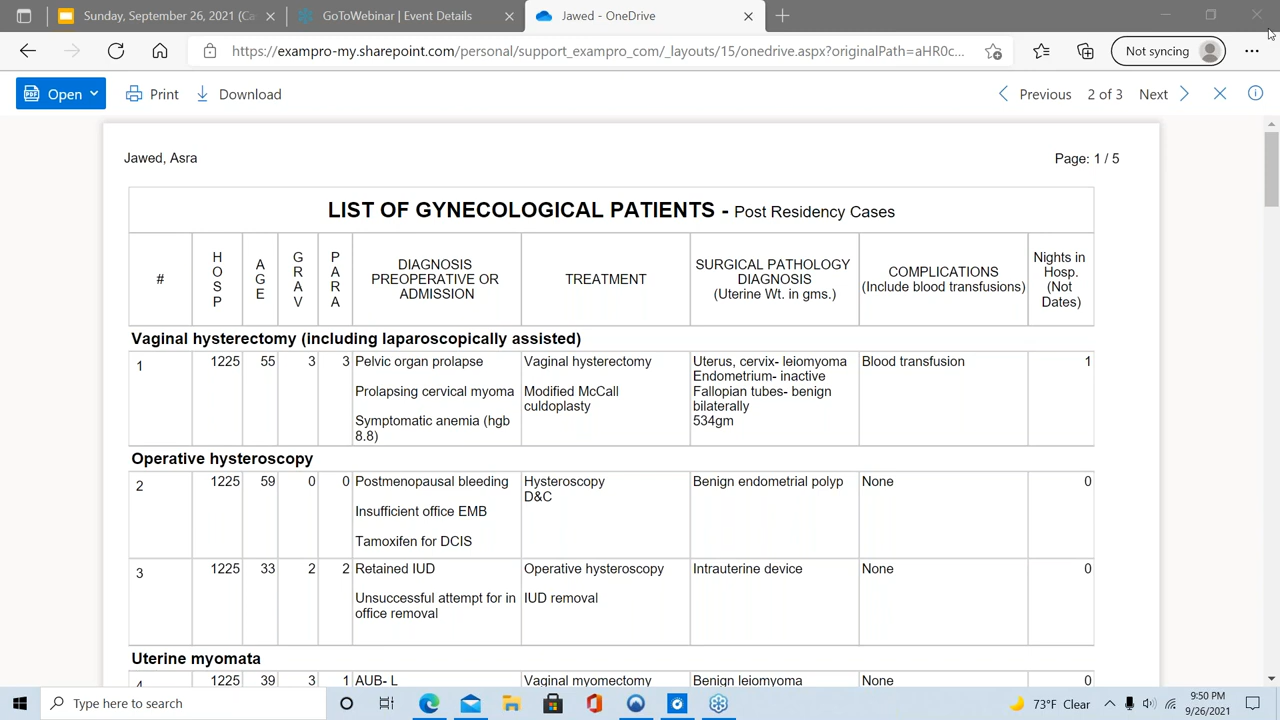 Sunday, September 26, 2021 (Ca
GoToWebinar | Event Details
Jawed - OneDrive
https://exampro-my.sharepoint.com/personal/support_exampro_com/_layouts/15/onedrive.aspx?originalPath=aHR0c...
Not syncing
Open
Print
Download
Previous
2 of 3
Next
Jawed, Asra
Page: 1 / 5
LIST OF GYNECOLOGICAL PATIENTS - Post Residency Cases
#
HOSP
AGE
GRAV
PARA
DIAGNOSIS
PREOPERATIVE OR
ADMISSION
TREATMENT
SURGICAL PATHOLOGY
DIAGNOSIS
(Uterine Wt. in gms.)
COMPLICATIONS
(Include blood transfusions)
Nights in
Hosp.
(Not
Dates)
Vaginal hysterectomy (including laparoscopically assisted)
1
1225
55
3
3
Pelvic organ prolapse
Prolapsing cervical myoma
Symptomatic anemia (hgb
8.8)
Vaginal hysterectomy
Modified McCall
culdoplasty
Uterus, cervix- leiomyoma
Endometrium- inactive
Fallopian tubes- benign
bilaterally
534gm
Blood transfusion
1
Operative hysteroscopy
2
1225
59
0
0
Postmenopausal bleeding
Insufficient office EMB
Tamoxifen for DCIS
Hysteroscopy
D&C
Benign endometrial polyp
None
0
3
1225
33
2
2
Retained IUD
Unsuccessful attempt for in
office removal
Operative hysteroscopy
IUD removal
Intrauterine device
None
0
Uterine myomata
4
1225
39
3
1
AUB- L
Vaginal myomectomy
Benign leiomyoma
None
0
Type here to search
73°F Clear
9:50 PM
9/26/2021